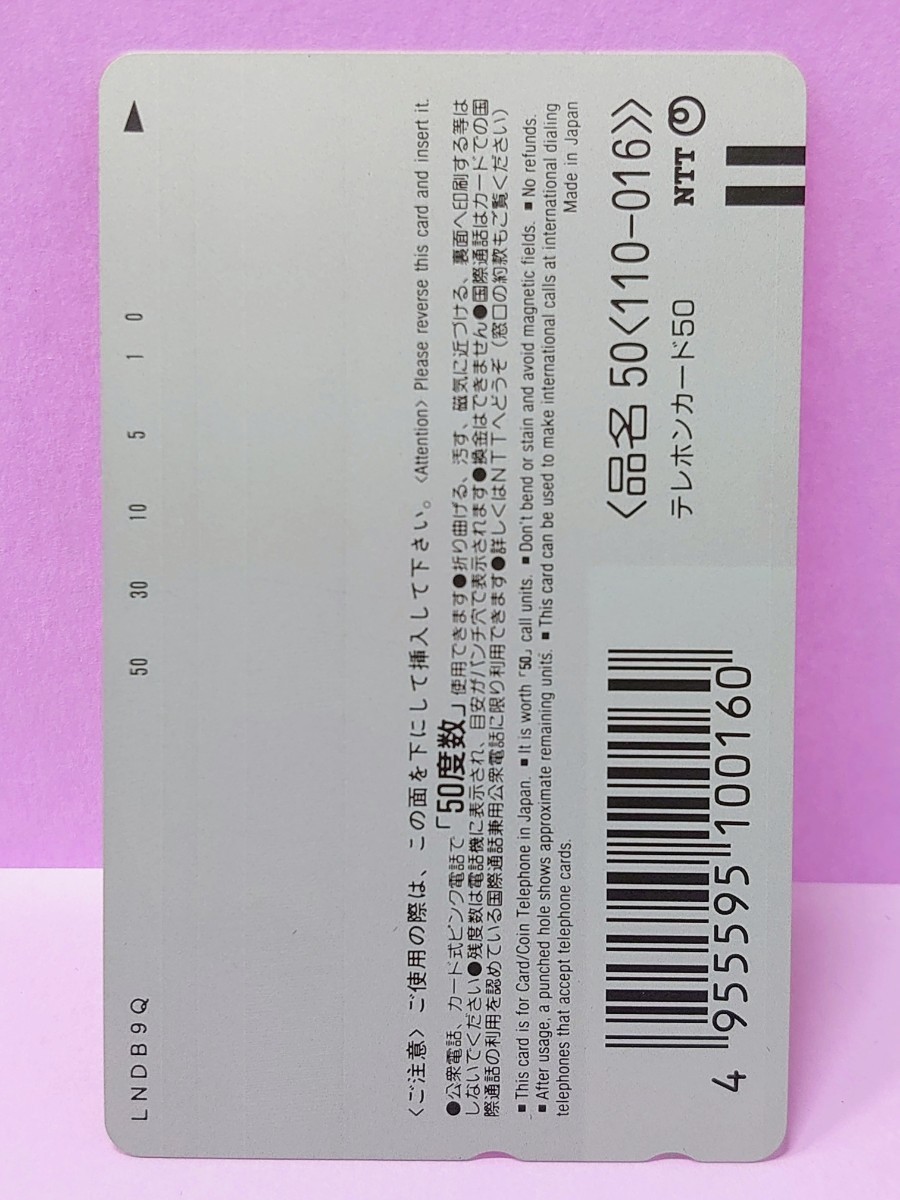 LNDB9Q 50 30 10 5 1 0
〈ご注意〉ご使用の際は、この面を下にして挿入して下さい。〈Attention〉Please reverse this card and insert it.
●公衆電話、カード式ピンク電話で「50度数」使用できます●折り曲げる、汚す、磁気に近づける、裏面へ印刷する等は
しないでください●残度数は電話機に表示され、目安がパンチ穴で表示されます●換金はできません●国際通話はカードでの国
際通話の利用を認めている国際通話兼用公衆電話に限り利用できます●詳しくはNTTへどうぞ（窓口の約款もご覧ください）
■This card is for Card/Coin Telephone in Japan. ■It is worth「50」call units. ■Don't bend or stain and avoid magnetic fields. ■No refunds.
■After usage, a punched hole shows approximate remaining units. ■This card can be used to make international calls at international dialing
telephones that accept telephone cards.
Made in Japan
〈品名 50〈110-016〉〉
テレホンカード50
NTT
4 955595 100160